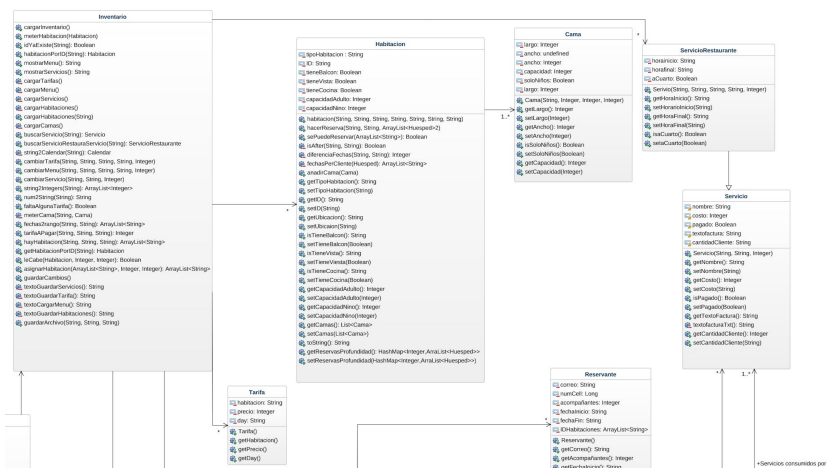 Inventario
cargarInventario()
meterHabitacion(Habitacion)
idYaExiste(String): Boolean
habitacionPorID(String): Habitacion
mostrarMenu(): String
mostrarServicios(): String
cargarTarifas()
cargarMenu()
cargarServicios()
cargarHabitaciones()
cargarHabitaciones(String)
cargarCamas()
buscarServicio(String): Servicio
buscarServicioRestauraServicio(String): ServicioRestaurante
string2Calendar(String): Calendar
cambiarTarifa(String, String, String, String, Integer)
cambiarMenu(String, String, String, String, Integer)
cambiarServicio(String, String, Integer)
string2Integers(String): ArrayList<Integer>
num2Siring(String): String
faltaAlgunaTarifa(): Boolean
meterCama(String, Cama)
fechas2rango(String, String): ArrayList<String>
tarifaAPagar(String, String, String): Integer
hayHabitacion(String, String, String): ArrayList<String>
getHabitacionPorID(String): Habitacion
leCabe(Habitacion, Integer, Integer): Boolean
asignarHabitacion(ArrayList<String>, Integer, Integer): ArrayList<String>
guardarCambios()
textoGuardarServicios(): String
textoGuardarTarifa(): String
textoCargarMenu(): String
textoGuardarHabitaciones(): String
guardarArchivo(String, String, String)
Habitacion
tipoHabitacion : String
ID: String
tieneBalcon: Boolean
tieneVista: Boolean
tieneCocina: Boolean
capacidadAdulto: Integer
capacidadNino: Integer
habitacion(String, String, String, String, String, String, String)
hacerReserva(String, String, ArrayList<Huesped>2)
sePuedeReservar(ArrayList<String>): Boolean
isAfter(String, String): Boolean
diferenciaFechas(String, String): Integer
fechasPerCliente(Huesped): ArrayList<String>
anadirCama(Cama)
getTipoHabitacion(): String
setTipoHabitacion(String)
getID(): String
setID(String)
getUbicacion(): String
setUbicaion(String)
isTieneBalcon(): String
setTieneBalcon(Boolean)
isTieneVista(): String
setTieneViesta(Boolean)
isTieneCocina(): String
setTieneCocina(Boolean)
getCapacidadAdulto(): Integer
setCapacidadAdulto(Integer)
getCapacidadNino(): Integer
setCapacidadNino(Integer)
getCamas(): List<Cama>
setCamas(List<Cama>)
toString(): String
getReservasProfundidad(): HashMap<Integer,ArraList<Huesped>>
setReservasProfundidad(HashMap<Integer,ArraList<Huesped>>)
Cama
largo: Integer
ancho: undefined
ancho: Integer
capacidad: Integer
soloNiños: Boolean
largo: Integer
Cama(String, Integer, Integer, Integer)
getLargo(): Integer
setLargo(Integer)
getAncho(): Integer
setAncho(Integer)
isSoloNiños(): Boolean
setSoloNiños(Boolean)
getCapacidad(): Integer
setCapacidad(Integer)
1..*
*
*
ServicioRestaurante
horainicio: String
horafinal: String
aCuarto: Boolean
Serivio(String, String, String, String, Integer)
getHoraInicio(): String
setHorarioInicio(String)
getHoraFinal(): String
setHoraFinal(String)
isaCuarto(): Boolean
setaCuarto(Boolean)
Servicio
nombre: String
costo: Integer
pagado: Boolean
textofactura: String
cantidadCliente: String
Servicio(String, String, Integer)
getNombre(): String
setNombre(String)
getCosto(): Integer
setCosto(String)
isPagado(): Boolean
setPagado(Boolean)
getTextoFactura(): String
textofacturaTxt(): String
getCantidadCliente(): Integer
setCantidadCliente(String)
*
1..*
Tarifa
habitacion: String
precio: Integer
day: String
Tarifa()
getHabitacion()
getPrecio()
getDay()
*
Reservante
correo: String
numCell: Long
acompañantes: Integer
fechaInicio: String
fechaFin: String
IDHabitaciones: ArrayList<String>
Reservante()
getCorreo(): String
getAcompañantes(): Integer
getFechaInicio(): String
*
+Servicios consumidos por